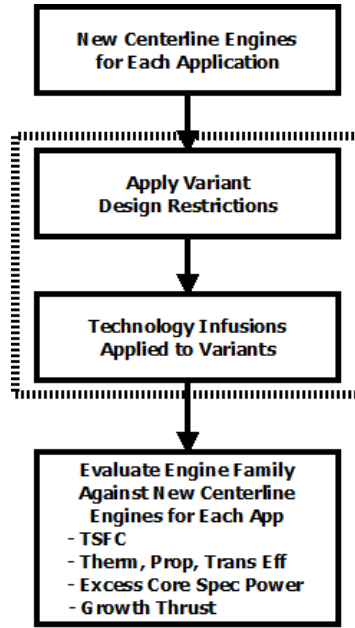 New Centerline Engines
for Each Application
Apply Variant
Design Restrictions
Technology Infusions
Applied to Variants
Evaluate Engine Family
Against New Centerline
Engines for Each App
- TSFC
- Therm, Prop, Trans Eff
- Excess Core Spec Power
- Growth Thrust